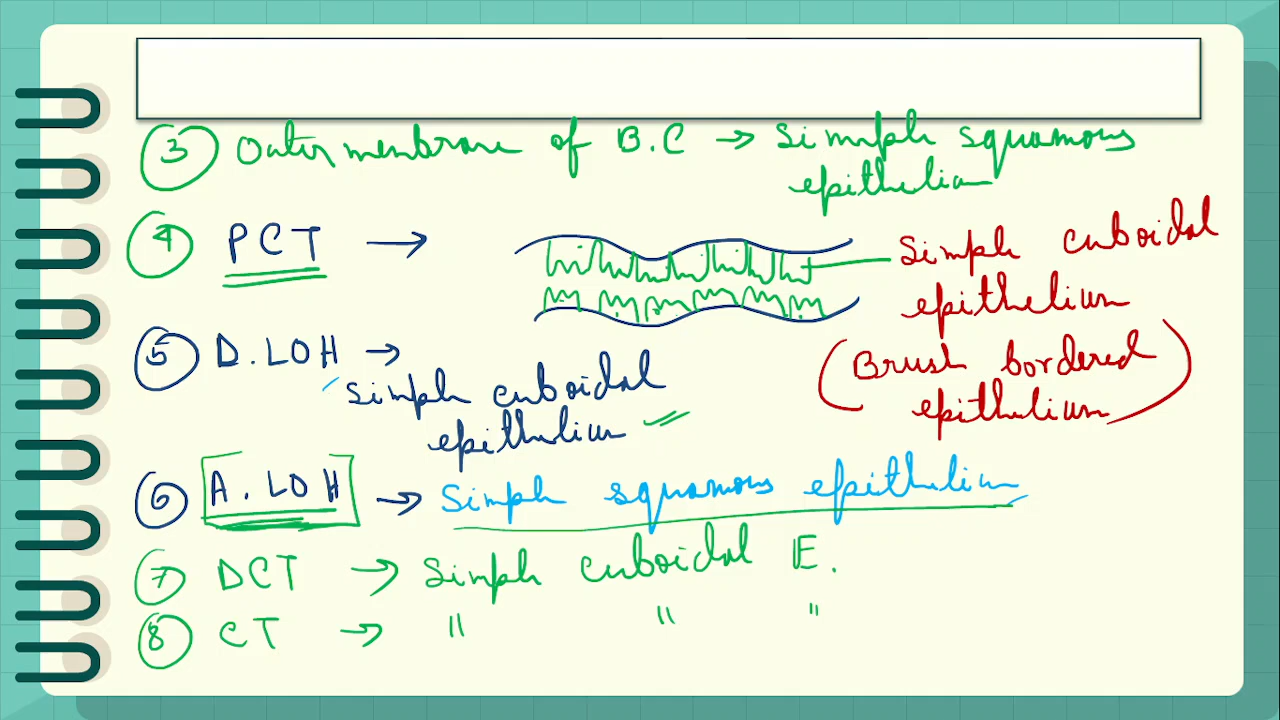 3 Outer membrane of B.C → Simple squamous
epithelium
4 PCT →
Simple cuboidal
epithelium
(Brush bordered
epithelium)
5 D.LOH →
Simple cuboidal
epithelium
6 A.LOH → Simple squamous epithelium
7 DCT → Simple cuboidal E.
8 CT → " " "